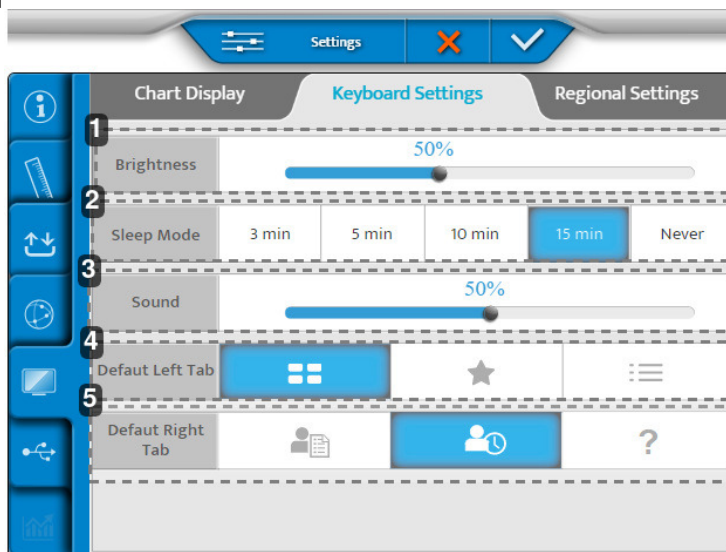 Settings
Chart Display Keyboard Settings Regional Settings
1
50%
Brightness
2
Sleep Mode 3 min 5 min 10 min 15 min Never
3
50%
Sound
4
Defaut Left Tab
5
Defaut Right
Tab
?